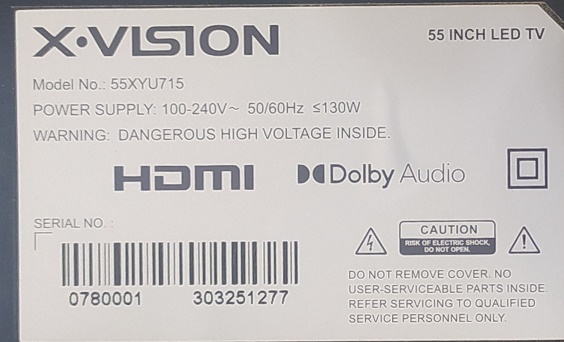 X·VISION
55 INCH LED TV
Model No.: 55XYU715
POWER SUPPLY: 100-240V~ 50/60Hz ≤130W
WARNING: DANGEROUS HIGH VOLTAGE INSIDE.
HDMI
Dolby Audio
SERIAL NO. :
CAUTION
RISK OF ELECTRIC SHOCK,
DO NOT OPEN.
0780001 303251277
DO NOT REMOVE COVER. NO
USER-SERVICEABLE PARTS INSIDE.
REFER SERVICING TO QUALIFIED
SERVICE PERSONNEL ONLY.